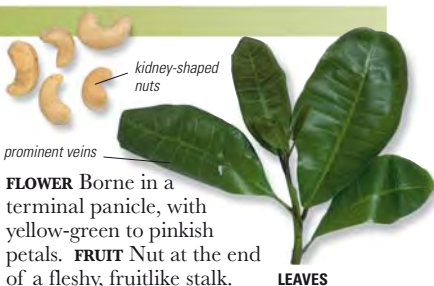 kidney-shaped
nuts
prominent veins
FLOWER Borne in a
terminal panicle, with
yellow-green to pinkish
petals. FRUIT Nut at the end
of a fleshy, fruitlike stalk.
LEAVES